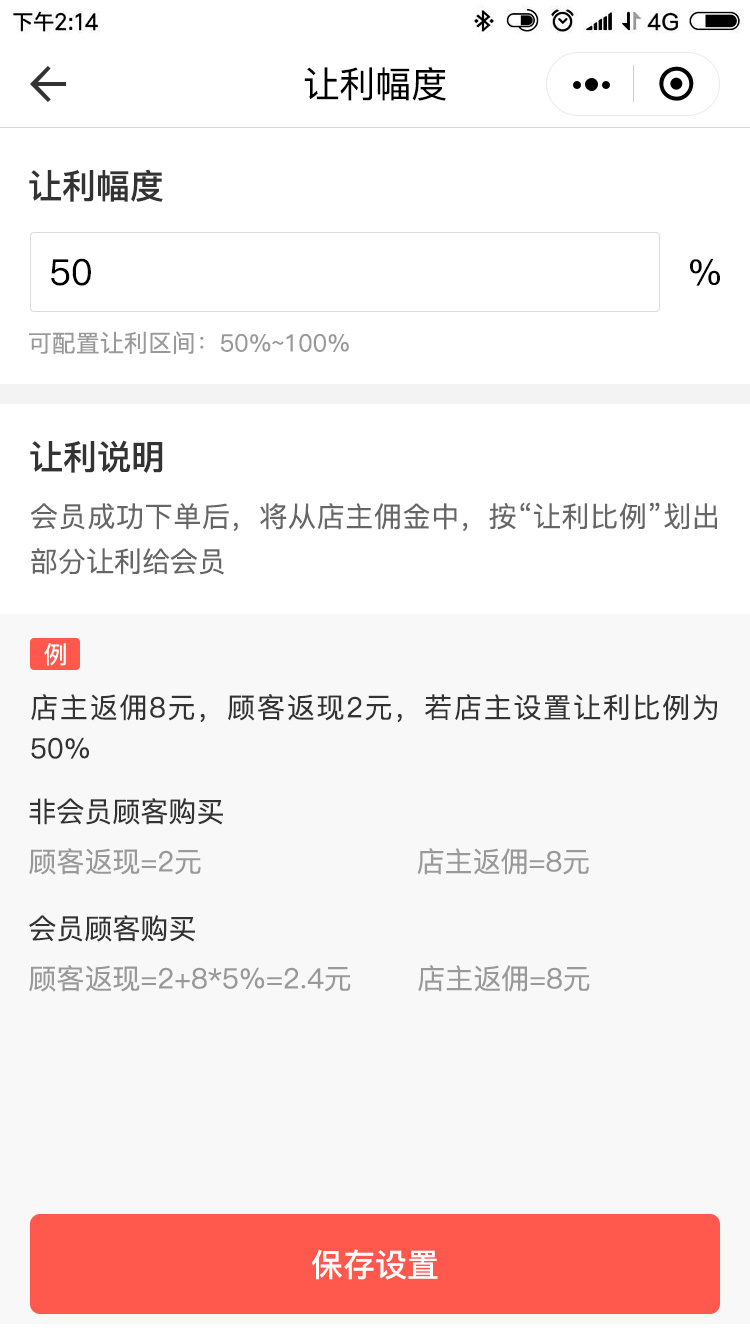 下午2:14
4G
让利幅度
让利幅度
50
%
可配置让利区间：50%~100%
让利说明
会员成功下单后，将从店主佣金中，按“让利比例”划出
部分让利给会员
例
店主返佣8元，顾客返现2元，若店主设置让利比例为
50%
非会员顾客购买
顾客返现=2元 店主返佣=8元
会员顾客购买
顾客返现=2+8*5%=2.4元 店主返佣=8元
保存设置